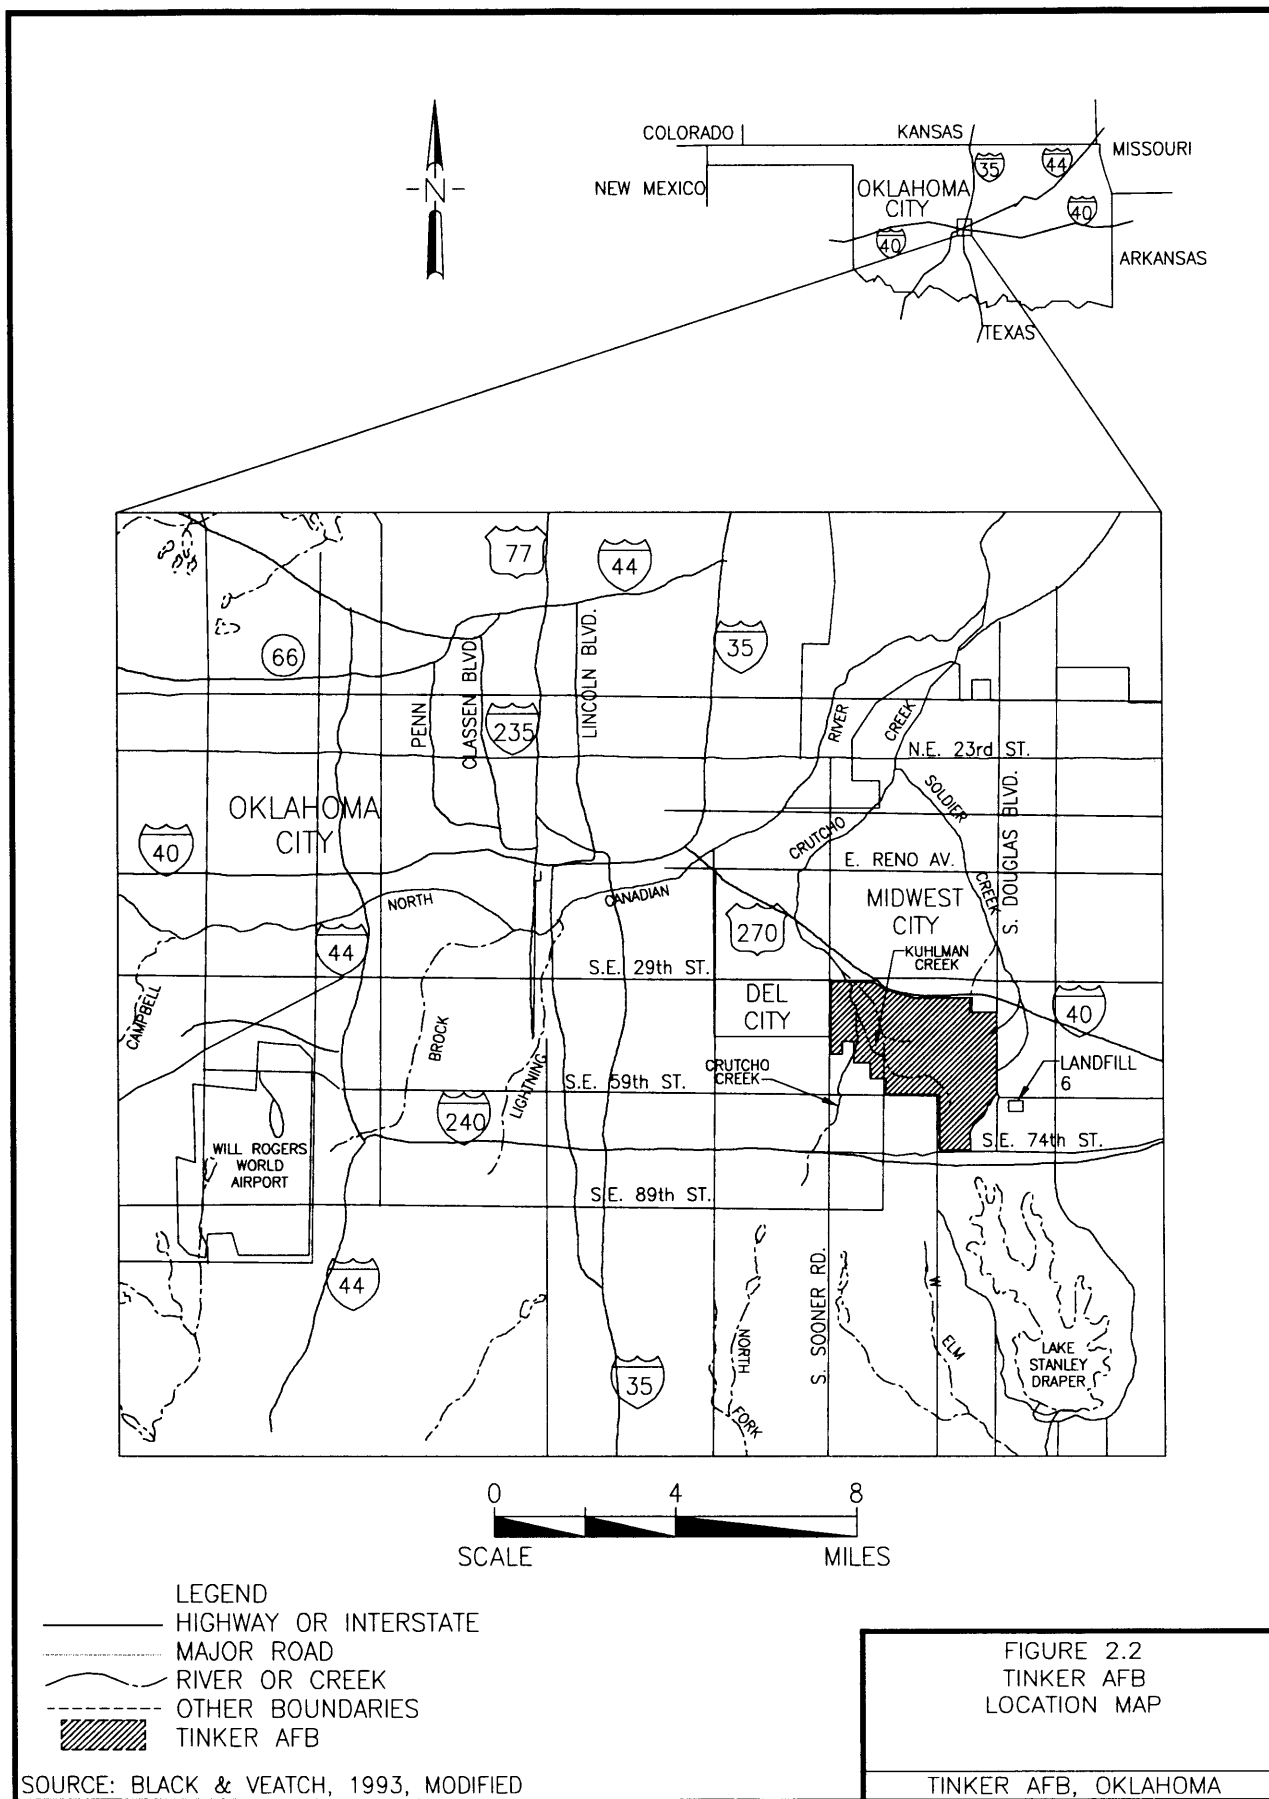 COLORADO
KANSAS
MISSOURI
NEW MEXICO
35
44
OKLAHOMA
CITY
40
40
ARKANSAS
TEXAS
-N-
77
44
35
66
PENN
CLASSEN BLVD.
235
LINCOLN BLVD.
RIVER
CREEK
N.E. 23rd ST.
OKLAHOMA
CITY
40
CRUTCHO
SOLDIER
CREEK
S. DOUGLAS BLVD.
E. RENO AV.
MIDWEST
CITY
NORTH
CANADIAN
44
270
KUHLMAN
CREEK
S.E. 29th ST.
DEL
CITY
40
CAMPBELL
BROCK
LIGHTNING
CRUTCHO
CREEK
LANDFILL
6
S.E. 59th ST.
240
S.E. 74th ST.
WILL ROGERS
WORLD
AIRPORT
S.E. 89th ST.
44
S. SOONER RD.
W
ELM
NORTH
FORK
LAKE
STANLEY
DRAPER
35
0 4 8
SCALE MILES
LEGEND
HIGHWAY OR INTERSTATE
MAJOR ROAD
RIVER OR CREEK
OTHER BOUNDARIES
TINKER AFB
SOURCE: BLACK & VEATCH, 1993, MODIFIED
FIGURE 2.2
TINKER AFB
LOCATION MAP
TINKER AFB, OKLAHOMA